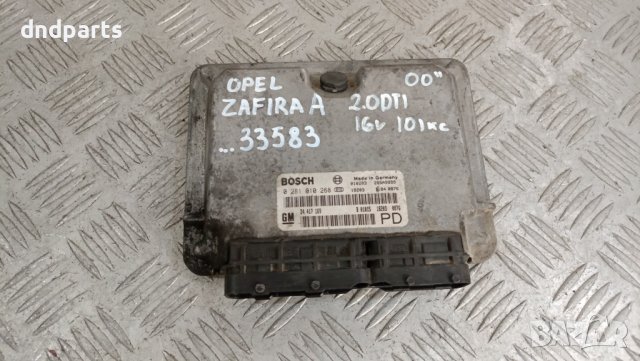 dndparts
OPEL 00"
ZAFIRA A 2.0DTI
16v 101кс
...33583
BOSCH Made in Germany
0 281 010 268
GM
PD
БАЗАР